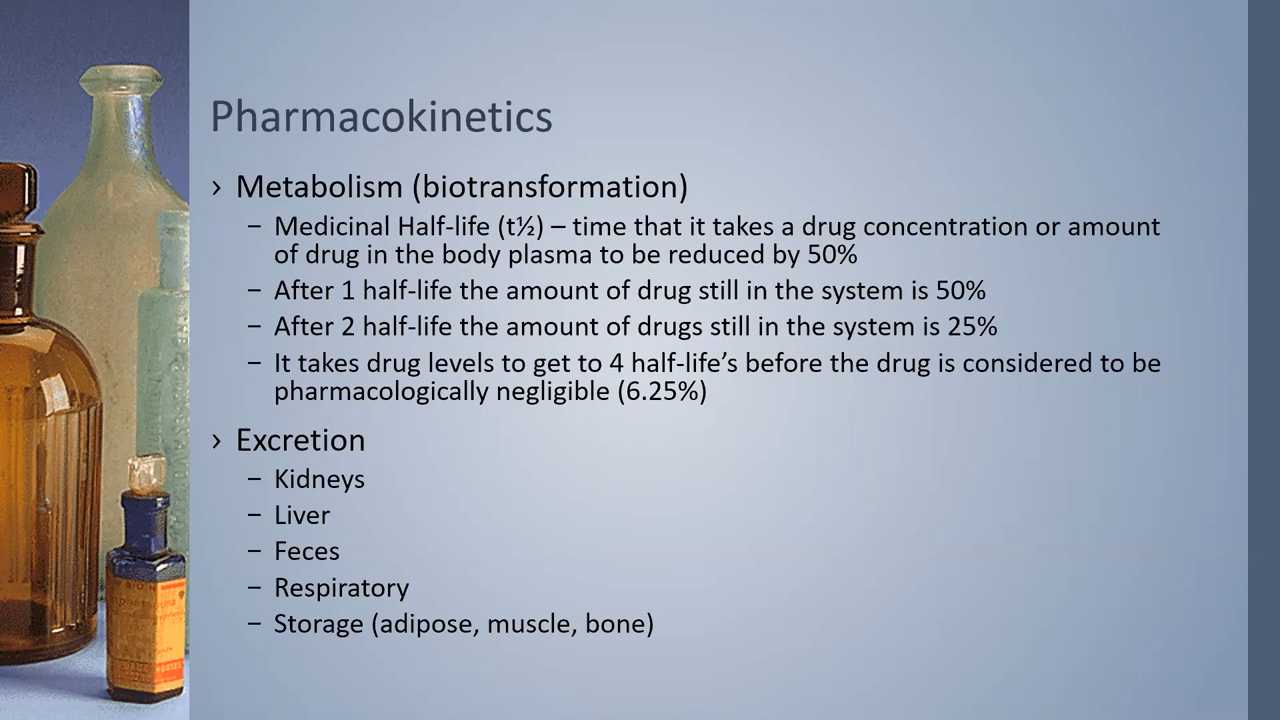 Pharmacokinetics
› Metabolism (biotransformation)
– Medicinal Half-life (t½) – time that it takes a drug concentration or amount
of drug in the body plasma to be reduced by 50%
– After 1 half-life the amount of drug still in the system is 50%
– After 2 half-life the amount of drugs still in the system is 25%
– It takes drug levels to get to 4 half-life’s before the drug is considered to be
pharmacologically negligible (6.25%)
› Excretion
– Kidneys
– Liver
– Feces
– Respiratory
– Storage (adipose, muscle, bone)